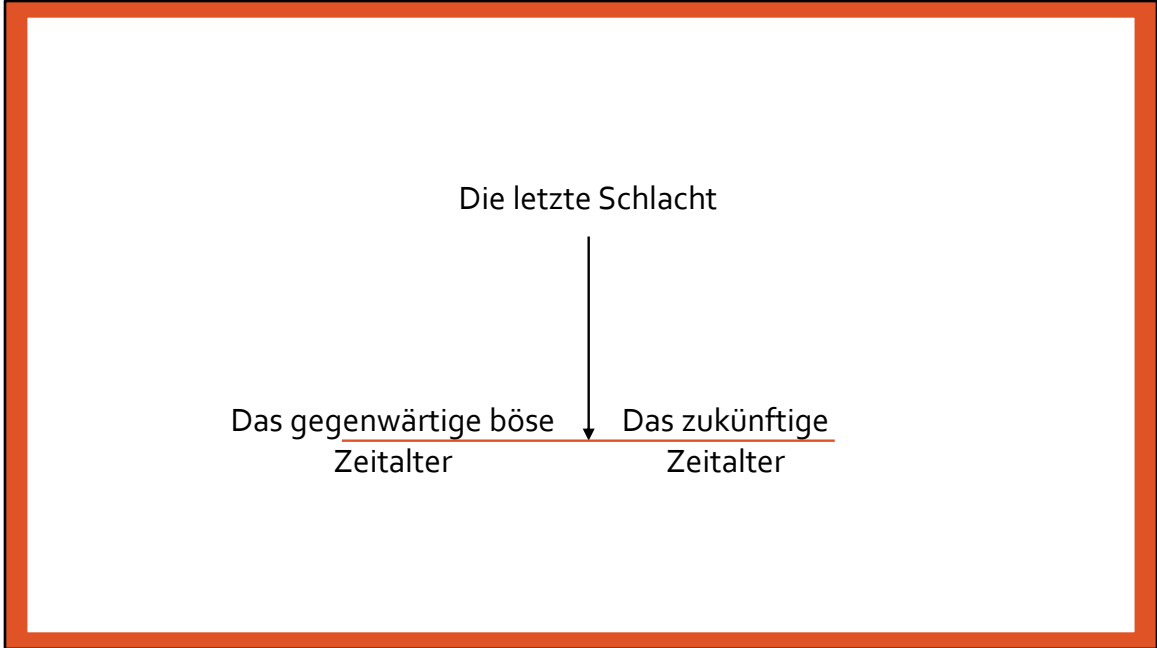 Die letzte Schlacht
Das gegenwärtige böse
Zeitalter
Das zukünftige
Zeitalter